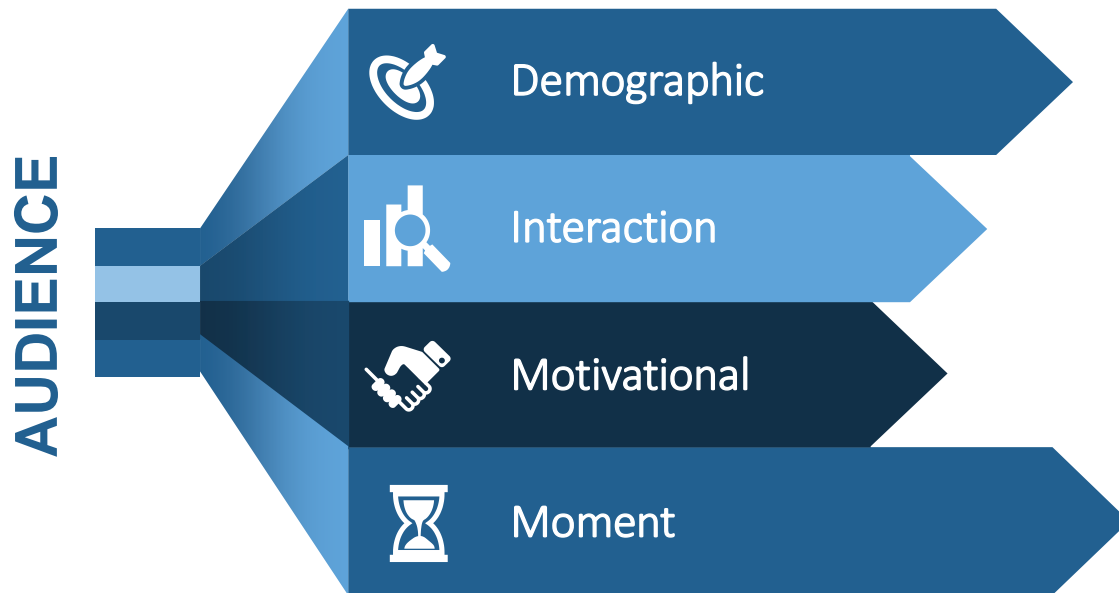 AUDIENCE
Demographic
Interaction
Motivational
Moment